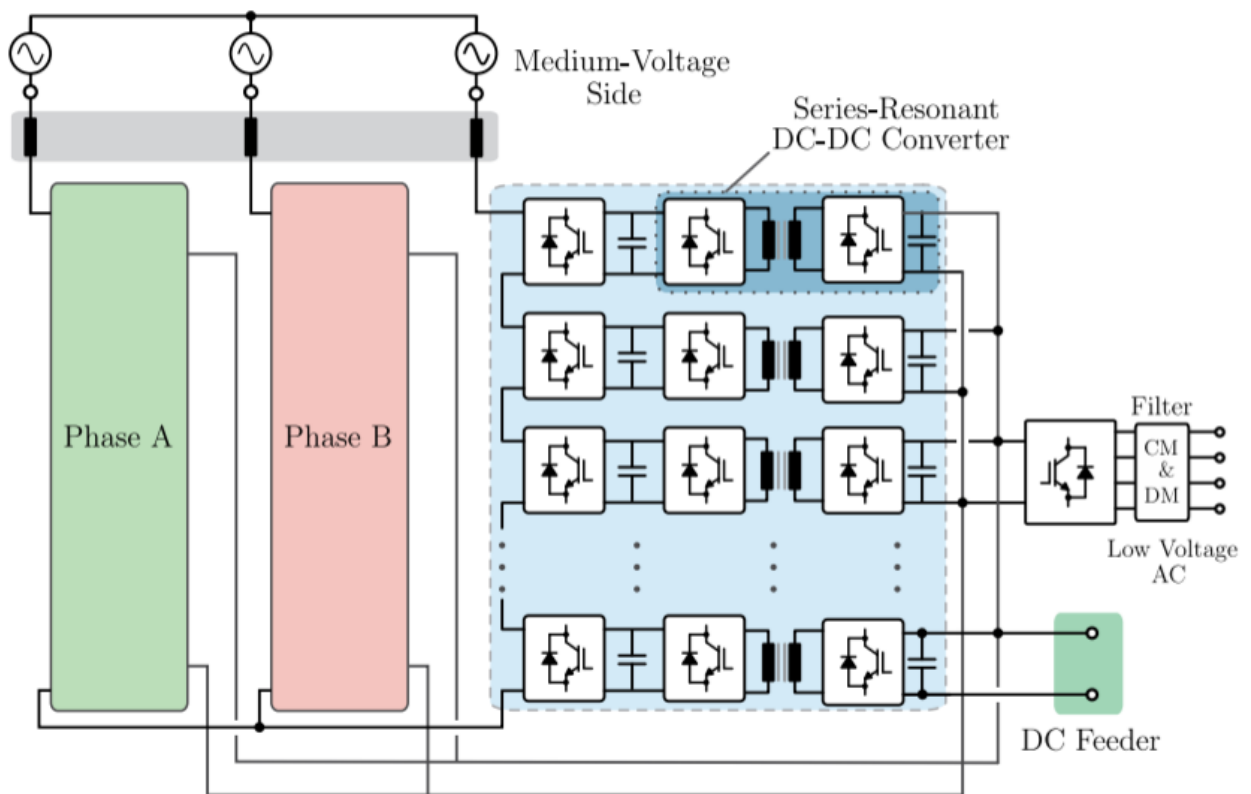 Medium-Voltage
Side
Series-Resonant
DC-DC Converter
Phase A
Phase B
Filter
CM
&
DM
Low Voltage
AC
DC Feeder